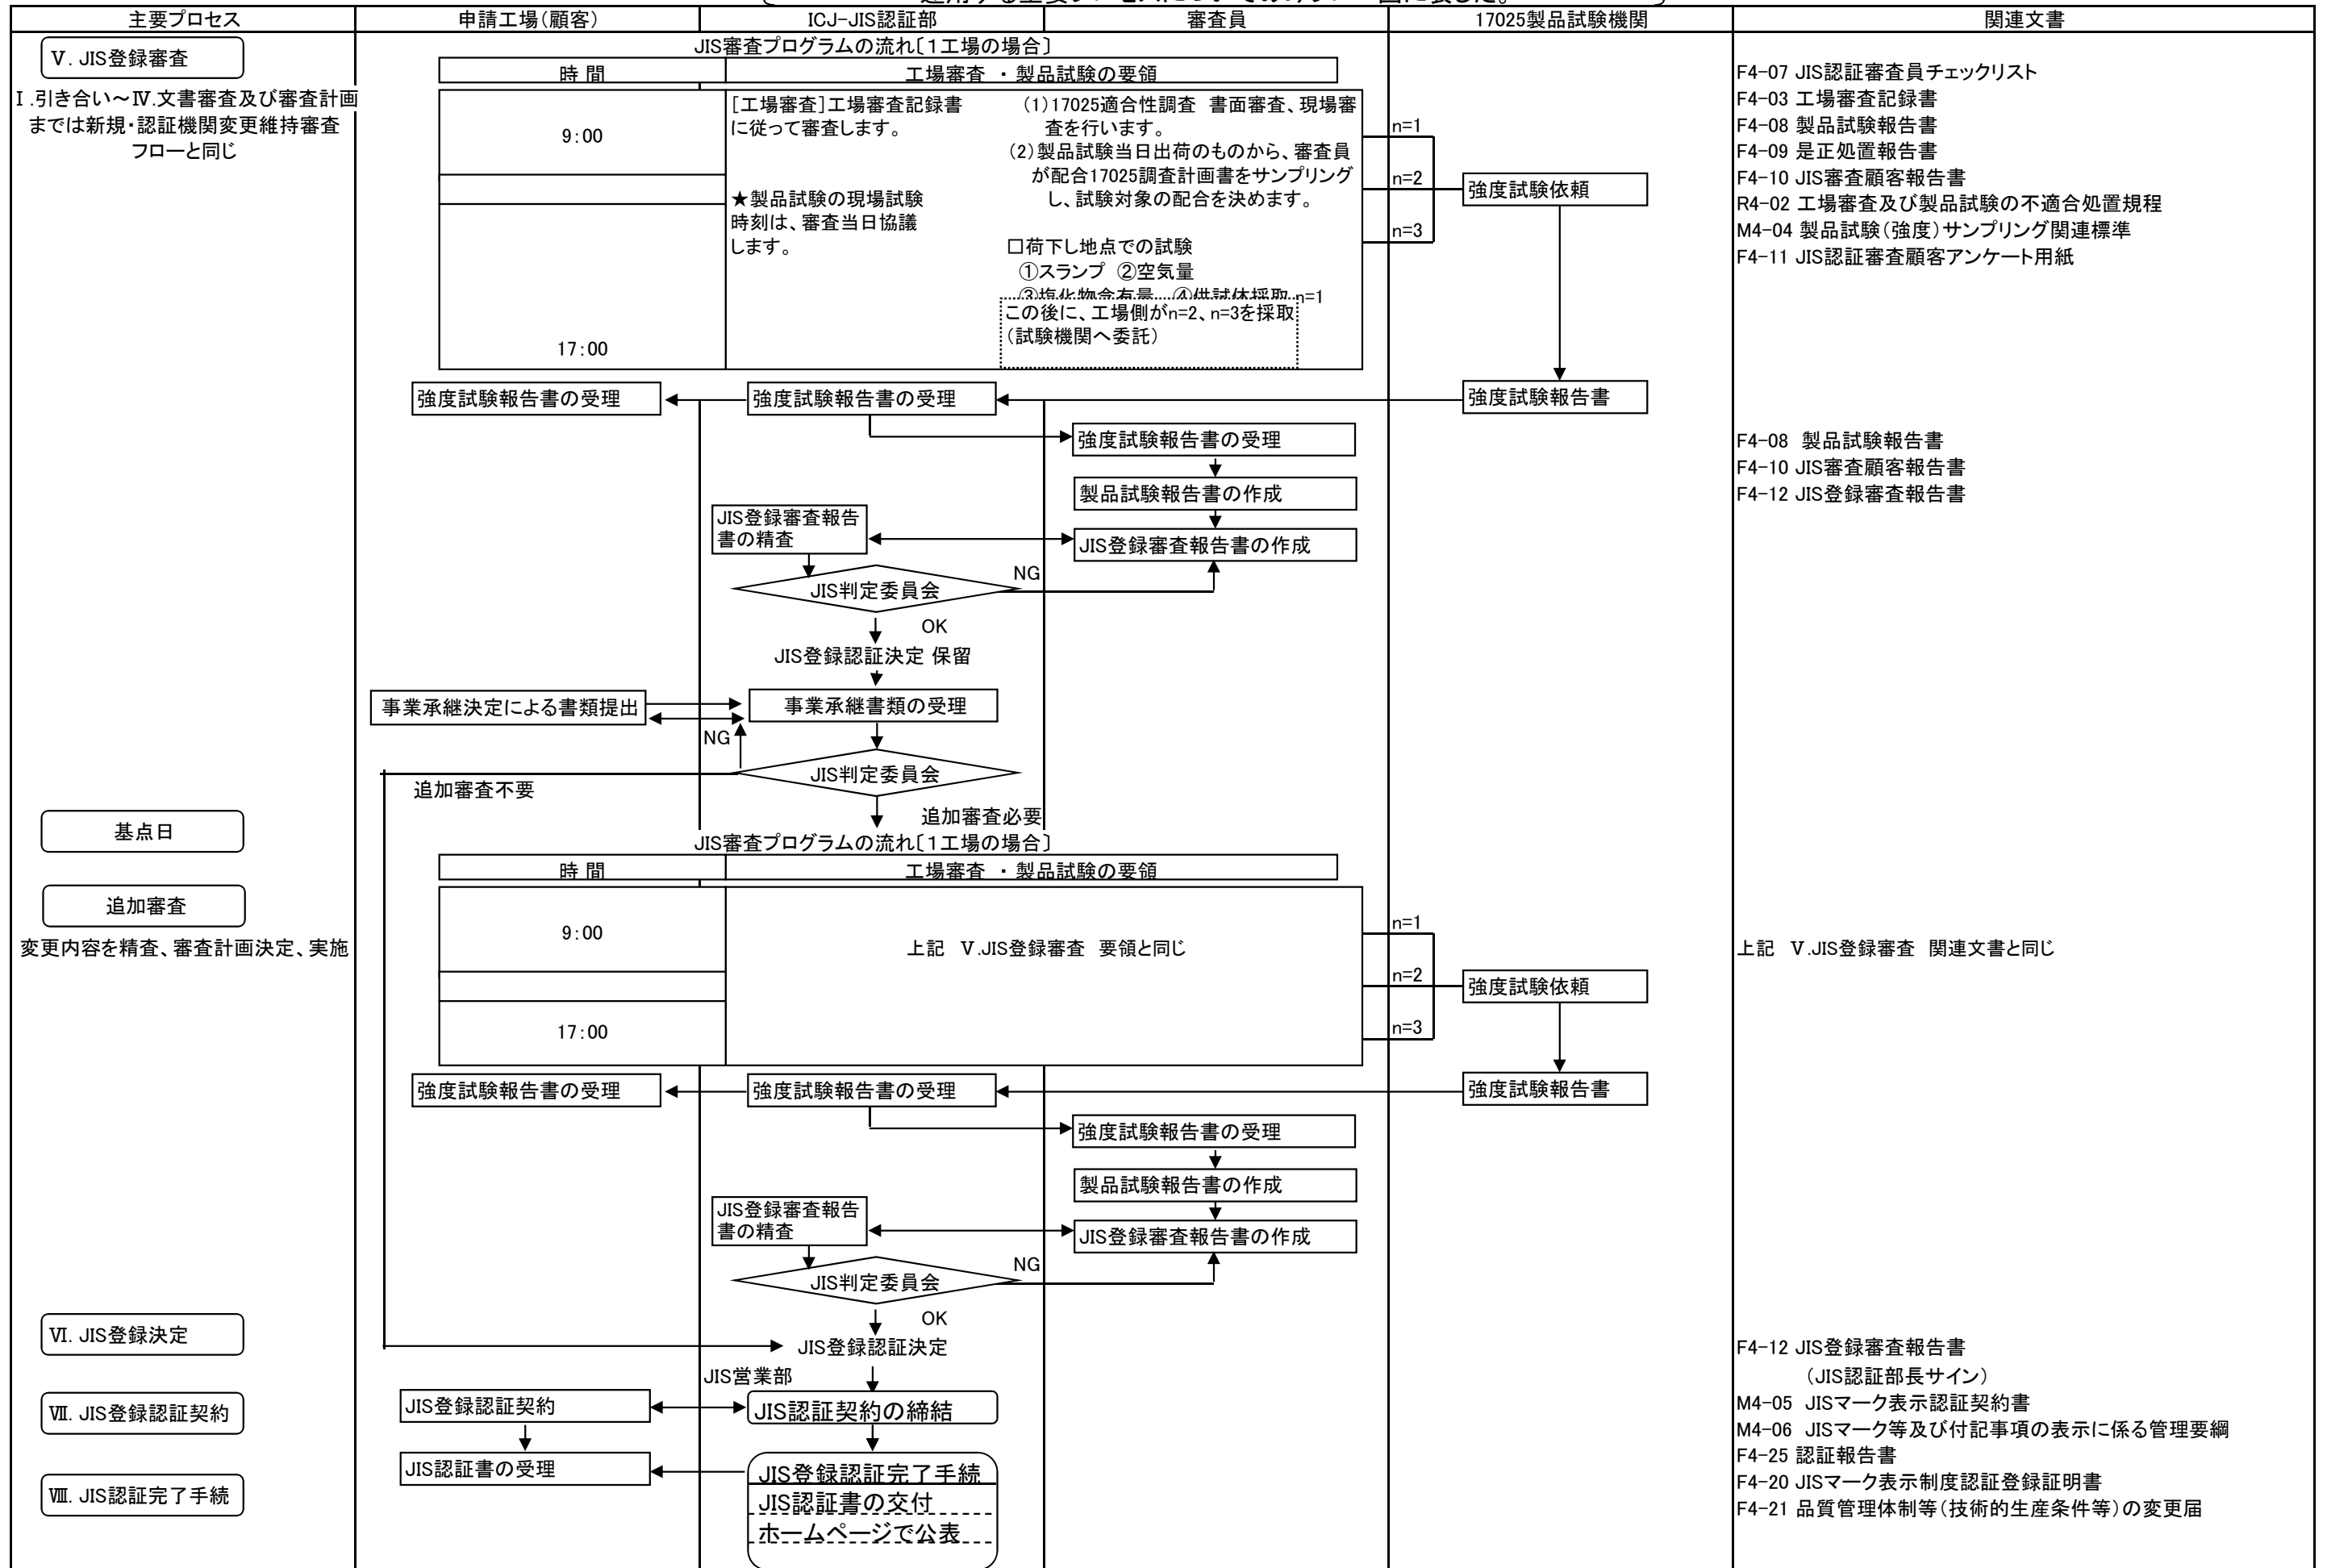 運用する主要プロセスについてのみフロー図に表した。
主要プロセス
申請工場(顧客)
ICJ-JIS認証部
審査員
17025製品試験機関
関連文書
Ⅴ. JIS登録審査
Ⅰ.引き合い～Ⅳ.文書審査及び審査計画
までは新規・認証機関変更維持審査
フローと同じ
JIS審査プログラムの流れ〔１工場の場合〕
時 間
工場審査 ・ 製品試験の要領
9:00
17:00
[工場審査]工場審査記録書
に従って審査します。
★製品試験の現場試験
時刻は、審査当日協議
します。
(1)17025適合性調査 書面審査、現場審
査を行います。
(2)製品試験当日出荷のものから、審査員
が配合17025調査計画書をサンプリング
し、試験対象の配合を決めます。
□荷下し地点での試験
①スランプ ②空気量
③塩化物含有量 ④供試体採取 n=1
この後に、工場側がn=2、n=3を採取
(試験機関へ委託)
n=1
n=2
n=3
強度試験依頼
F4-07 JIS認証審査員チェックリスト
F4-03 工場審査記録書
F4-08 製品試験報告書
F4-09 是正処置報告書
F4-10 JIS審査顧客報告書
R4-02 工場審査及び製品試験の不適合処置規程
M4-04 製品試験(強度)サンプリング関連標準
F4-11 JIS認証審査顧客アンケート用紙
強度試験報告書の受理
強度試験報告書の受理
強度試験報告書
強度試験報告書の受理
製品試験報告書の作成
JIS登録審査報告
書の精査
JIS登録審査報告書の作成
F4-08 製品試験報告書
F4-10 JIS審査顧客報告書
F4-12 JIS登録審査報告書
JIS判定委員会
NG
OK
JIS登録認証決定 保留
事業承継決定による書類提出
事業承継書類の受理
NG
JIS判定委員会
追加審査不要
追加審査必要
基点日
JIS審査プログラムの流れ〔１工場の場合〕
時 間
工場審査 ・ 製品試験の要領
追加審査
変更内容を精査、審査計画決定、実施
9:00
17:00
上記 Ⅴ.JIS登録審査 要領と同じ
n=1
n=2
n=3
強度試験依頼
上記 Ⅴ.JIS登録審査 関連文書と同じ
強度試験報告書の受理
強度試験報告書の受理
強度試験報告書
強度試験報告書の受理
製品試験報告書の作成
JIS登録審査報告
書の精査
JIS登録審査報告書の作成
JIS判定委員会
NG
OK
Ⅵ. JIS登録決定
JIS登録認証決定
JIS営業部
Ⅶ. JIS登録認証契約
JIS登録認証契約
JIS認証契約の締結
JIS認証書の受理
Ⅷ. JIS認証完了手続
JIS登録認証完了手続
JIS認証書の交付
ホームページで公表
F4-12 JIS登録審査報告書
(JIS認証部長サイン)
M4-05 JISマーク表示認証契約書
M4-06 JISマーク等及び付記事項の表示に係る管理要綱
F4-25 認証報告書
F4-20 JISマーク表示制度認証登録証明書
F4-21 品質管理体制等(技術的生産条件等)の変更届